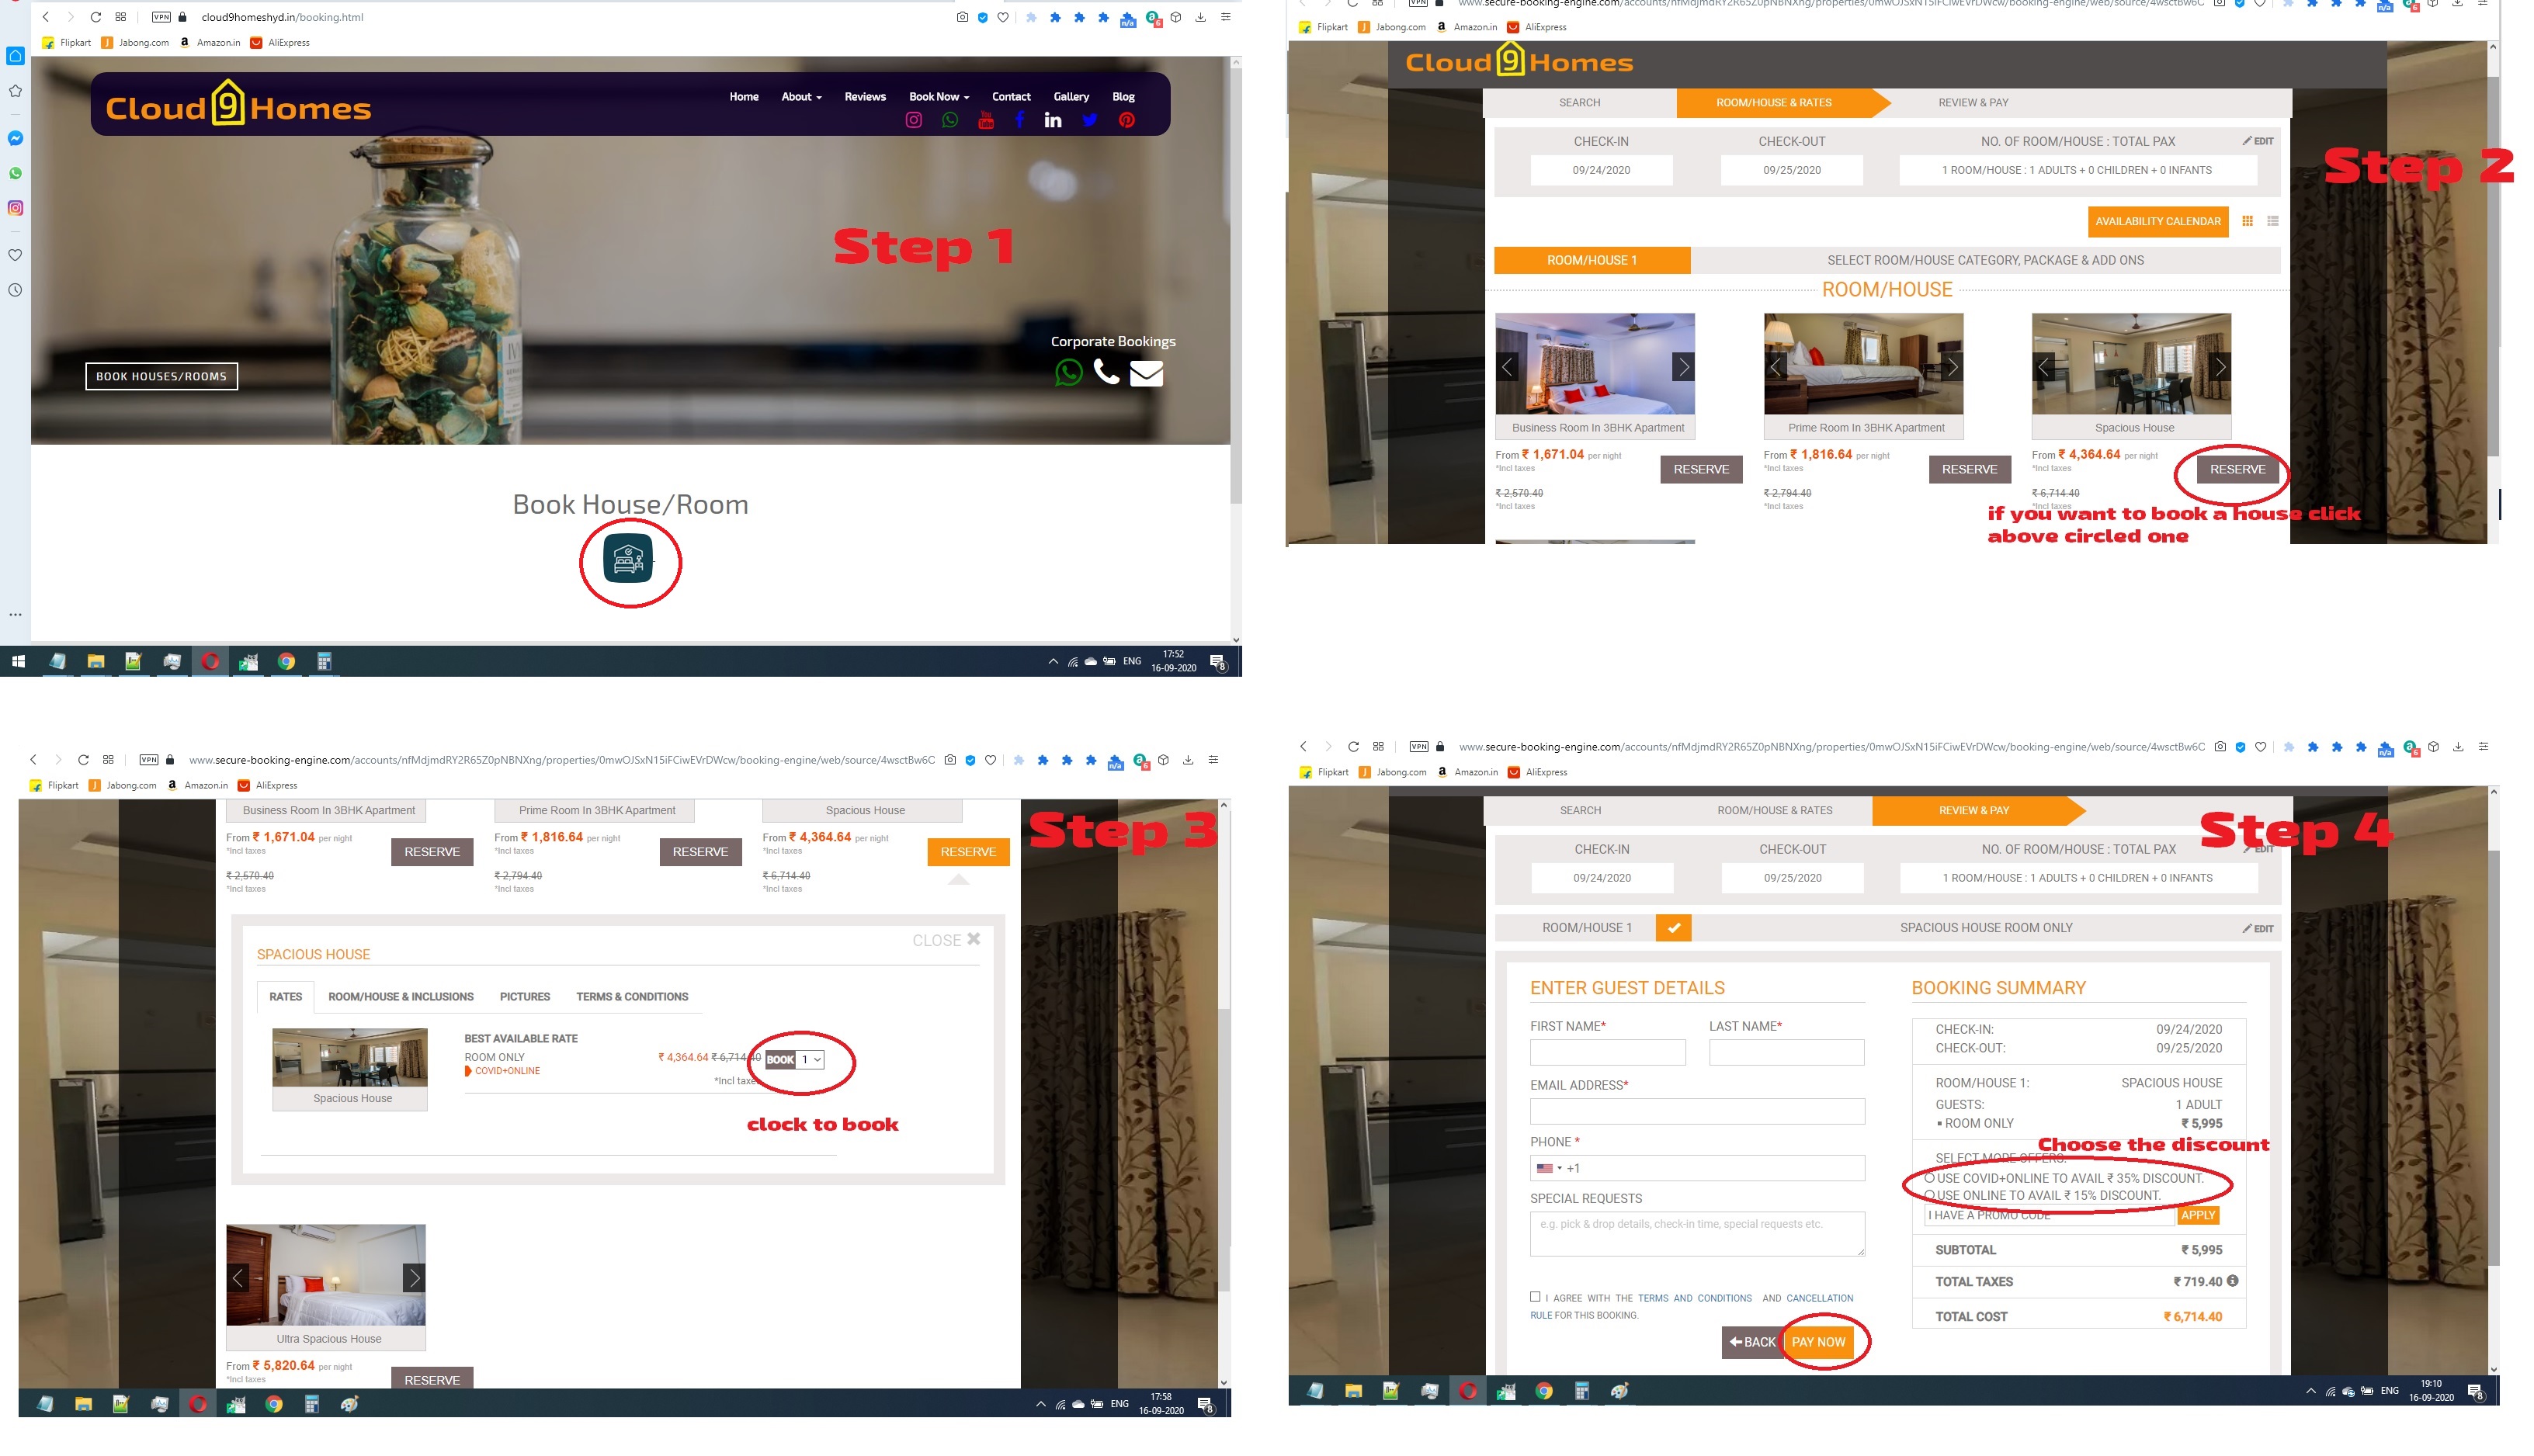 cloud9homeshyd.in/booking.html
VPN
Flipkart Jabong.com Amazon.in AliExpress
Cloud 9 Homes
Home About Reviews Book Now Contact Gallery Blog
Step 1
Corporate Bookings
BOOK HOUSES/ROOMS
Book House/Room
ENG
17:52
16-09-2020
8
VPN
www.secure-booking-engine.com/accounts/nfMdjmdRY2R65Z0pNBNXng/properties/0mwOJSxN15iFCiwEVrDWcw/booking-engine/web/source/4wsctBw6C
Flipkart Jabong.com Amazon.in AliExpress
Cloud 9 Homes
SEARCH ROOM/HOUSE & RATES REVIEW & PAY
CHECK-IN CHECK-OUT NO. OF ROOM/HOUSE : TOTAL PAX EDIT
09/24/2020 09/25/2020 1 ROOM/HOUSE : 1 ADULTS + 0 CHILDREN + 0 INFANTS
Step 2
AVAILABILITY CALENDAR
ROOM/HOUSE 1 SELECT ROOM/HOUSE CATEGORY, PACKAGE & ADD ONS
ROOM/HOUSE
Business Room In 3BHK Apartment Prime Room In 3BHK Apartment Spacious House
From ₹ 1,671.04 per night From ₹ 1,816.64 per night From ₹ 4,364.64 per night
*Incl taxes RESERVE *Incl taxes RESERVE *Incl taxes RESERVE
₹ 2,570.40 ₹ 2,794.40 ₹ 6,714.40
*Incl taxes *Incl taxes *Incl taxes
if you want to book a house click
above circled one
VPN
www.secure-booking-engine.com/accounts/nfMdjmdRY2R65Z0pNBNXng/properties/0mwOJSxN15iFCiwEVrDWcw/booking-engine/web/source/4wsctBw6C
Flipkart Jabong.com Amazon.in AliExpress
Business Room In 3BHK Apartment Prime Room In 3BHK Apartment Spacious House
Step 3
From ₹ 1,671.04 per night From ₹ 1,816.64 per night From ₹ 4,364.64 per night
*Incl taxes RESERVE *Incl taxes RESERVE *Incl taxes RESERVE
₹ 2,570.40 ₹ 2,794.40 ₹ 6,714.40
*Incl taxes *Incl taxes *Incl taxes
CLOSE
SPACIOUS HOUSE
RATES ROOM/HOUSE & INCLUSIONS PICTURES TERMS & CONDITIONS
BEST AVAILABLE RATE
ROOM ONLY ₹ 4,364.64 ₹ 6,714.40 BOOK 1
COVID+ONLINE
*Incl taxes
Spacious House
clock to book
Ultra Spacious House
From ₹ 5,820.64 per night
*Incl taxes RESERVE
ENG
17:58
16-09-2020
8
VPN
www.secure-booking-engine.com/accounts/nfMdjmdRY2R65Z0pNBNXng/properties/0mwOJSxN15iFCiwEVrDWcw/booking-engine/web/source/4wsctBw6C
Flipkart Jabong.com Amazon.in AliExpress
SEARCH ROOM/HOUSE & RATES REVIEW & PAY
Step 4
CHECK-IN CHECK-OUT NO. OF ROOM/HOUSE : TOTAL PAX EDIT
09/24/2020 09/25/2020 1 ROOM/HOUSE : 1 ADULTS + 0 CHILDREN + 0 INFANTS
ROOM/HOUSE 1 SPACIOUS HOUSE ROOM ONLY EDIT
ENTER GUEST DETAILS
FIRST NAME* LAST NAME*
EMAIL ADDRESS*
PHONE *
+1
SPECIAL REQUESTS
e.g. pick & drop details, check-in time, special requests etc.
I AGREE WITH THE TERMS AND CONDITIONS AND CANCELLATION
RULE FOR THIS BOOKING.
BACK PAY NOW
BOOKING SUMMARY
CHECK-IN: 09/24/2020
CHECK-OUT: 09/25/2020
ROOM/HOUSE 1: SPACIOUS HOUSE
GUESTS: 1 ADULT
▪ ROOM ONLY ₹ 5,995
Choose the discount
SELECT MORE OFFERS:
USE COVID+ONLINE TO AVAIL ₹ 35% DISCOUNT.
USE ONLINE TO AVAIL ₹ 15% DISCOUNT.
I HAVE A PROMO CODE APPLY
SUBTOTAL ₹ 5,995
TOTAL TAXES ₹ 719.40
TOTAL COST ₹ 6,714.40
ENG
19:10
16-09-2020
8